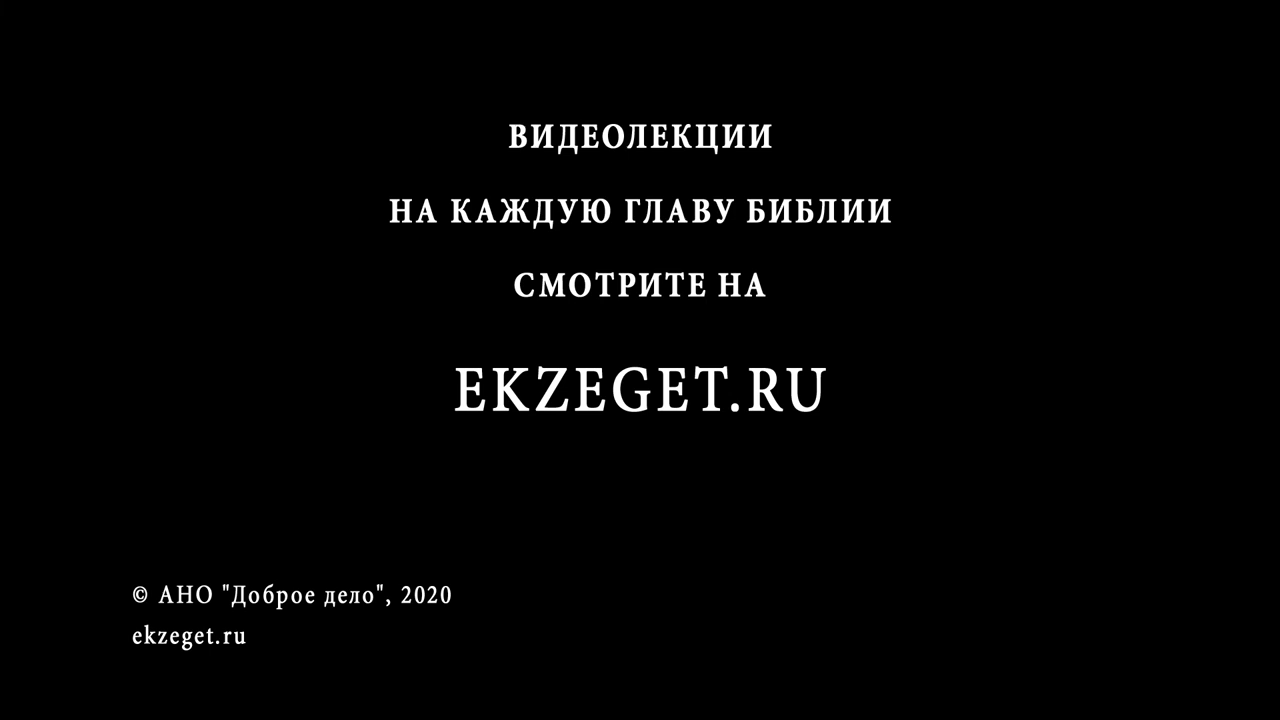 ВИДЕОЛЕКЦИИ
НА КАЖДУЮ ГЛАВУ БИБЛИИ
СМОТРИТЕ НА
EKZEGET.RU
© АНО "Доброе дело", 2020
ekzeget.ru